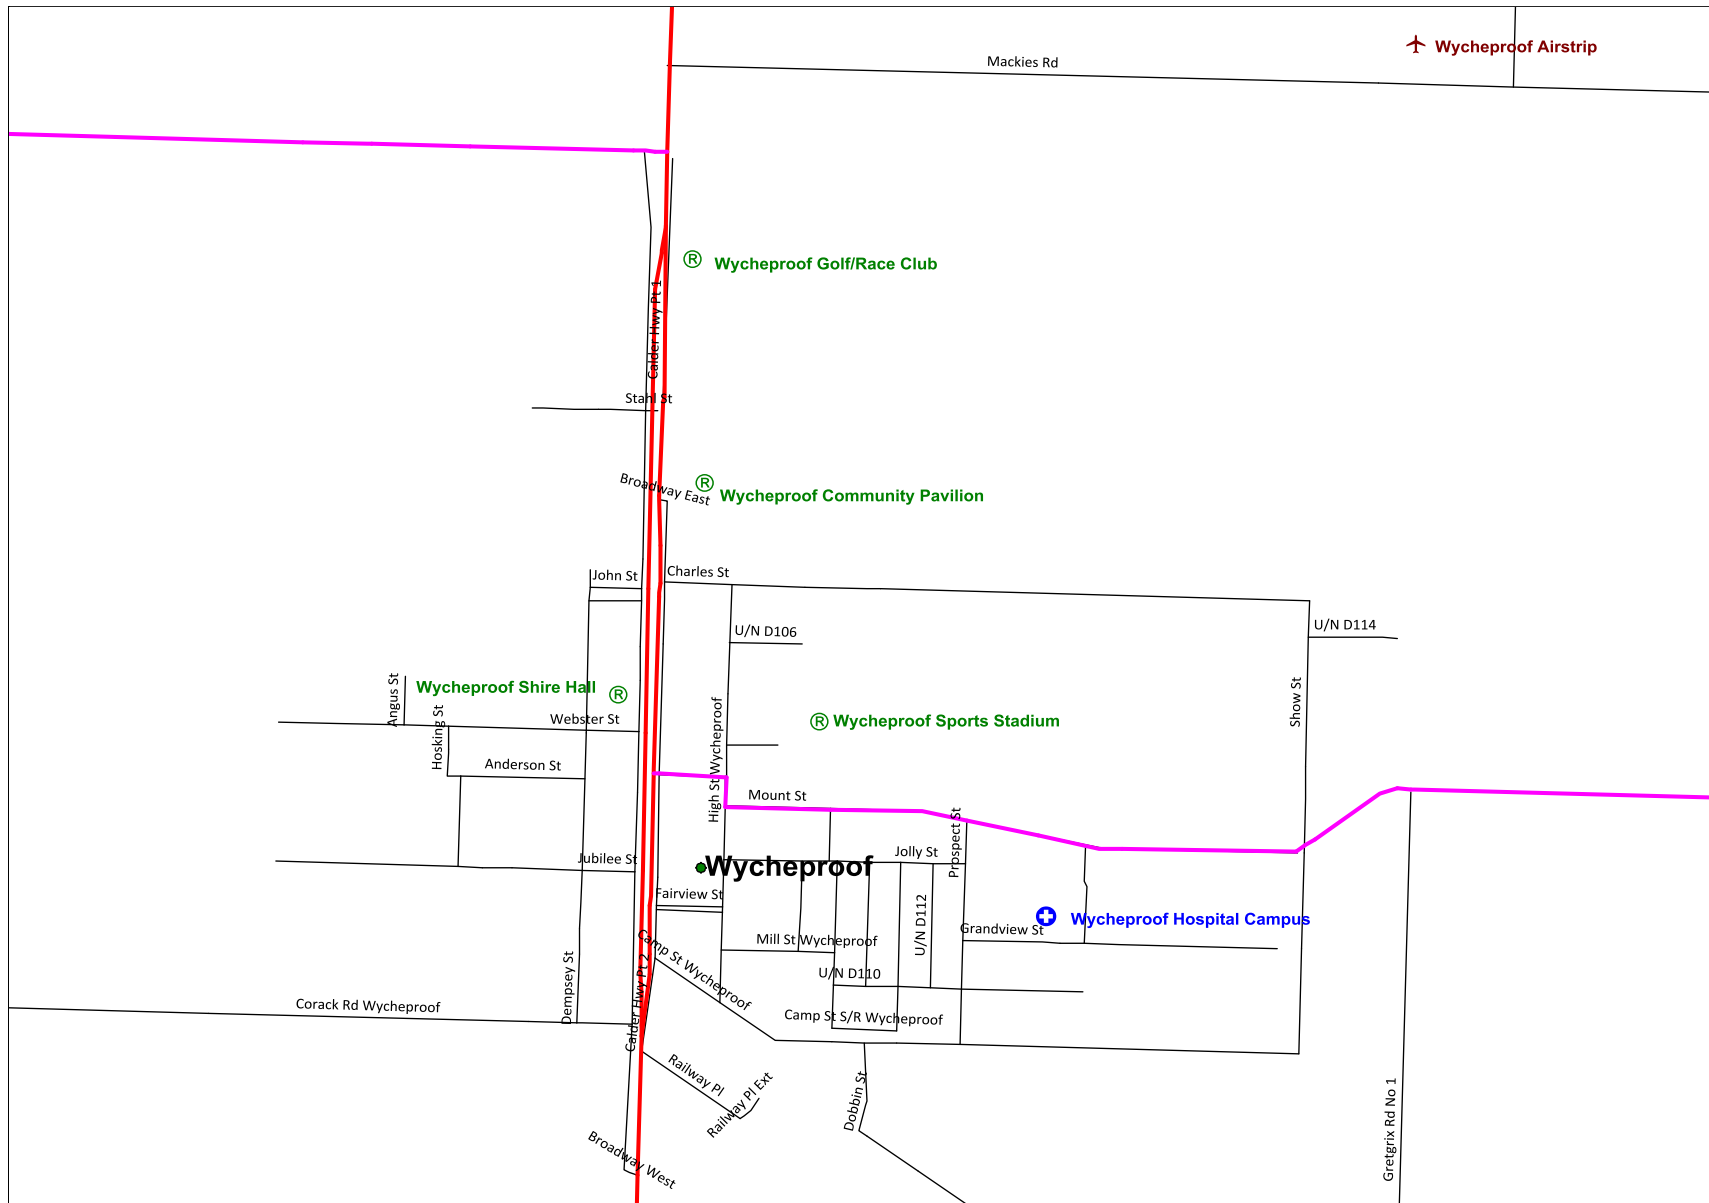 Wycheproof Airstrip
Mackies Rd
® Wycheproof Golf/Race Club
Calder Hwy Pt 1
Stahl St
Broadway East
® Wycheproof Community Pavilion
John St
Charles St
U/N D106
U/N D114
Angus St
Wycheproof Shire Hall ®
Hosking St
Webster St
High St Wycheproof
® Wycheproof Sports Stadium
Show St
Anderson St
Mount St
Prospect St
Jubilee St
Wycheproof
Jolly St
Fairview St
U/N D112
Wycheproof Hospital Campus
Grandview St
Camp St Wycheproof
Mill St Wycheproof
Dempsey St
Calder Hwy Pt 2
U/N D110
Corack Rd Wycheproof
Camp St S/R Wycheproof
Railway Pl
Railway Pl Ext
Dobbin St
Gretgrix Rd No 1
Broadway West